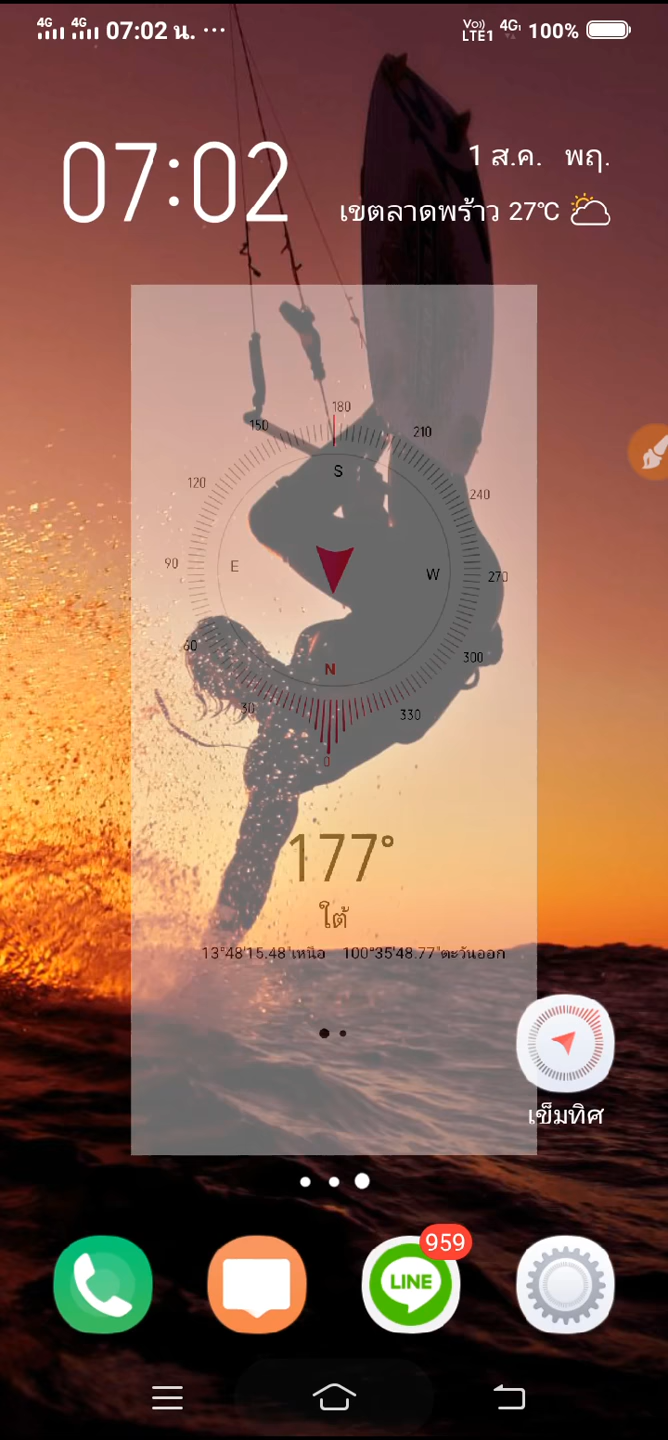 4G 4G 07:02 น. ... Vo)) LTE1 4G 100%
07:02
1 ส.ค. พฤ.
เขตลาดพร้าว 27°C
180
150 210
S
120 240
90 E W 270
60 300
N
30 330
0
177°
ใต้
13°48'15.48"เหนือ 100°35'48.77"ตะวันออก
เข็มทิศ
959
LINE